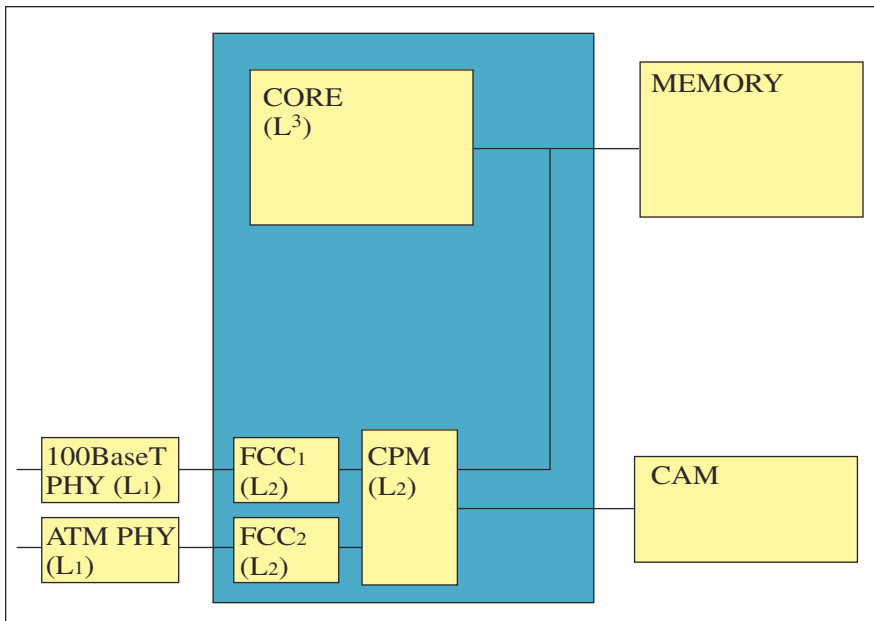 CORE
(L³)
MEMORY
100BaseT
PHY (L₁)
FCC₁
(L₂)
CPM
(L₂)
CAM
ATM PHY
(L₁)
FCC₂
(L₂)